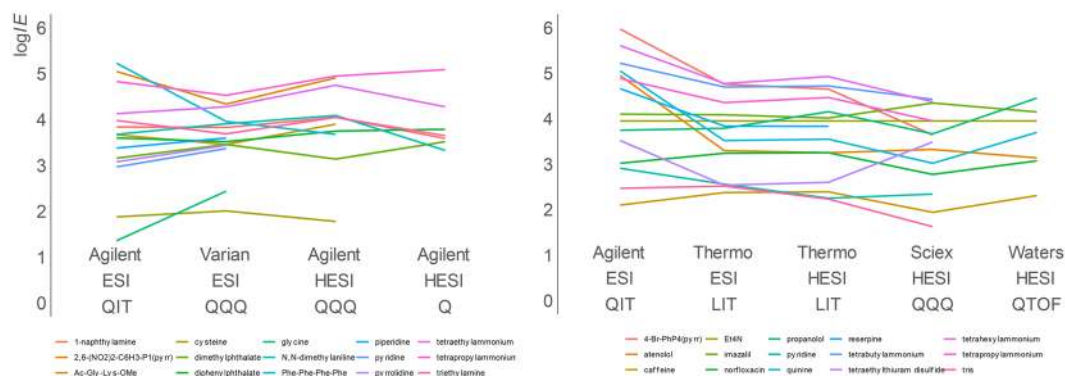 logIE
6
5
4
3
2
1
0
Agilent Varian Agilent Agilent
ESI ESI HESI HESI
QIT QQQ QQQ Q
1-naphthylamine cysteine glycine piperidine tetraethylammonium
2,6-(NO2)2-C6H3-P1(pyrr) dimethylphthalate N,N-dimethylaniline pyridine tetrapropylammonium
Ac-Gly-Lys-OMe diphenylphthalate Phe-Phe-Phe-Phe pyrrolidine triethylamine
6
5
4
3
2
1
0
Agilent Thermo Thermo Sciex Waters
ESI ESI HESI HESI HESI
QIT LIT LIT QQQ QTOF
4-Br-PhP4(pyrr) Et4N propanolol reserpine tetrahexylammonium
atenolol imazalil pyridine tetrabutylammonium tetrapropylammonium
caffeine norfloxacin quinine tetraethylthiuram disulfide tris